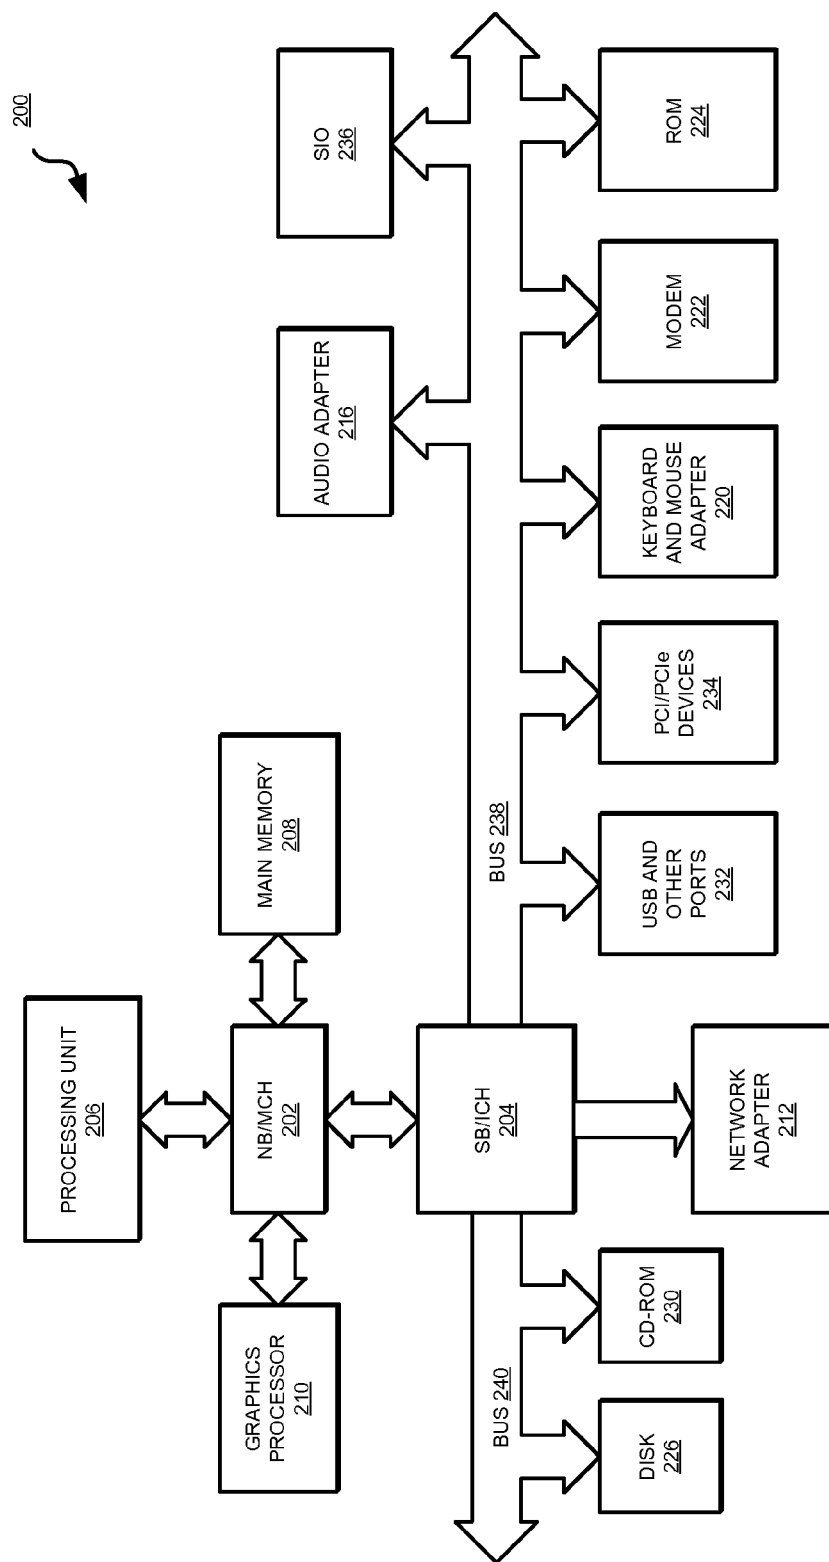 200
PROCESSING UNIT
206
GRAPHICS
PROCESSOR
210
NB/MCH
202
MAIN MEMORY
208
AUDIO ADAPTER
216
SIO
236
SB/ICH
204
BUS 240
BUS 238
DISK
226
CD-ROM
230
USB AND
OTHER
PORTS
232
PCI/PCIe
DEVICES
234
KEYBOARD
AND MOUSE
ADAPTER
220
MODEM
222
ROM
224
NETWORK
ADAPTER
212